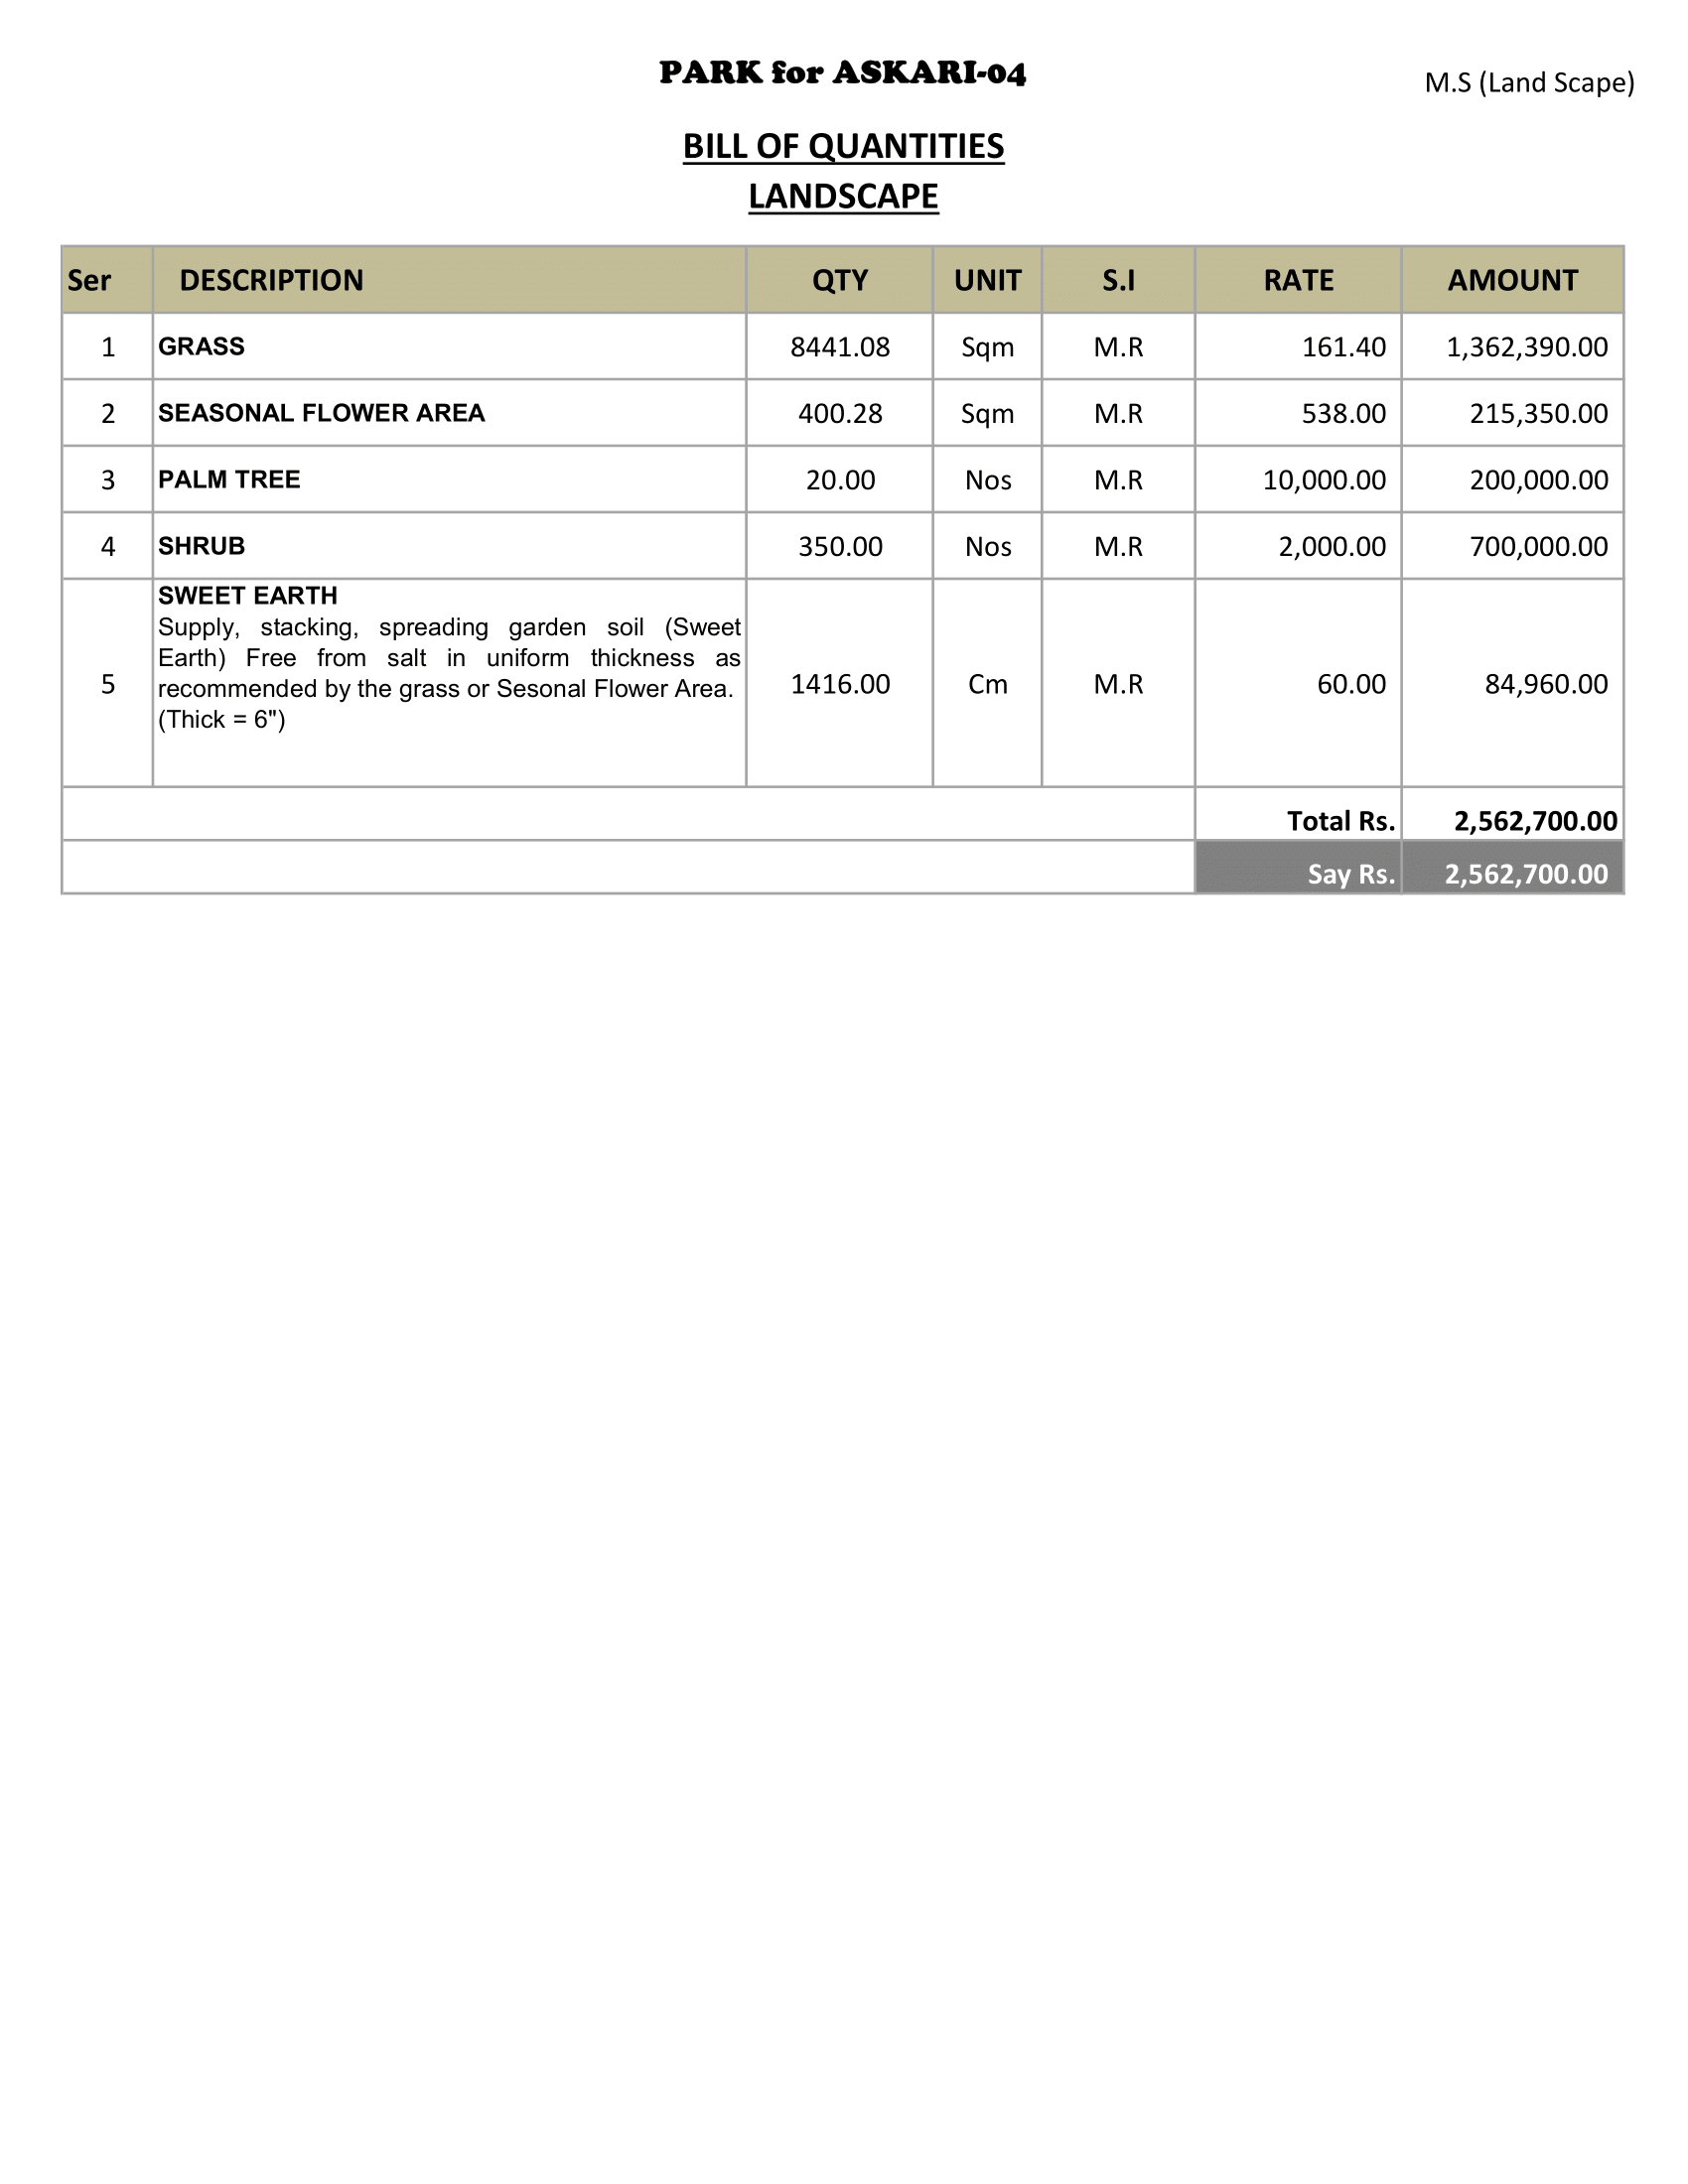 PARK for ASKARI-04
M.S (Land Scape)
BILL OF QUANTITIES
LANDSCAPE
Ser DESCRIPTION QTY UNIT S.I RATE AMOUNT
1 GRASS 8441.08 Sqm M.R 161.40 1,362,390.00
2 SEASONAL FLOWER AREA 400.28 Sqm M.R 538.00 215,350.00
3 PALM TREE 20.00 Nos M.R 10,000.00 200,000.00
4 SHRUB 350.00 Nos M.R 2,000.00 700,000.00
SWEET EARTH
Supply, stacking, spreading garden soil (Sweet
Earth) Free from salt in uniform thickness as
recommended by the grass or Sesonal Flower Area.
(Thick = 6")
5 1416.00 Cm M.R 60.00 84,960.00
Total Rs. 2,562,700.00
Say Rs. 2,562,700.00